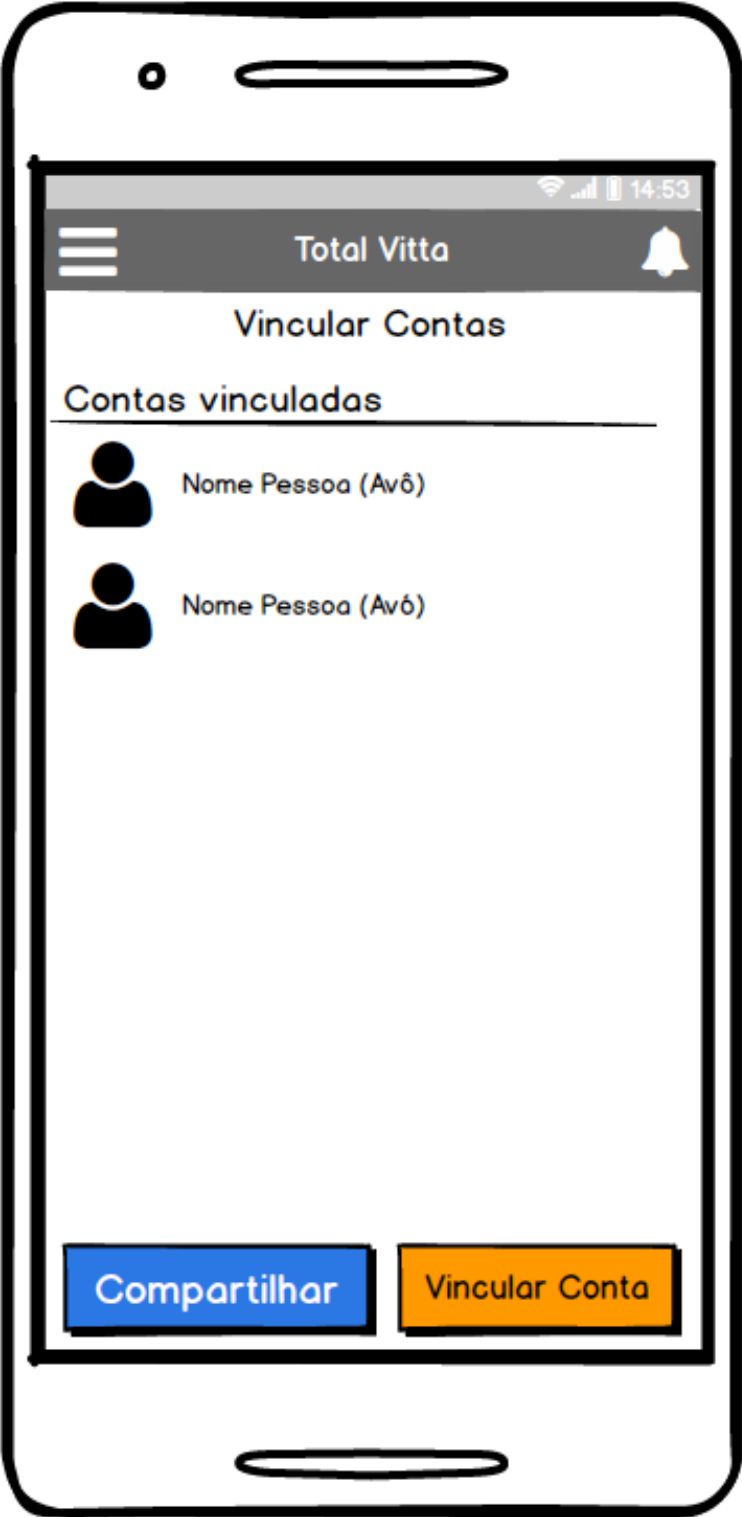 14:53
Total Vitta
Vincular Contas
Contas vinculadas
Nome Pessoa (Avô)
Nome Pessoa (Avó)
Compartilhar
Vincular Conta